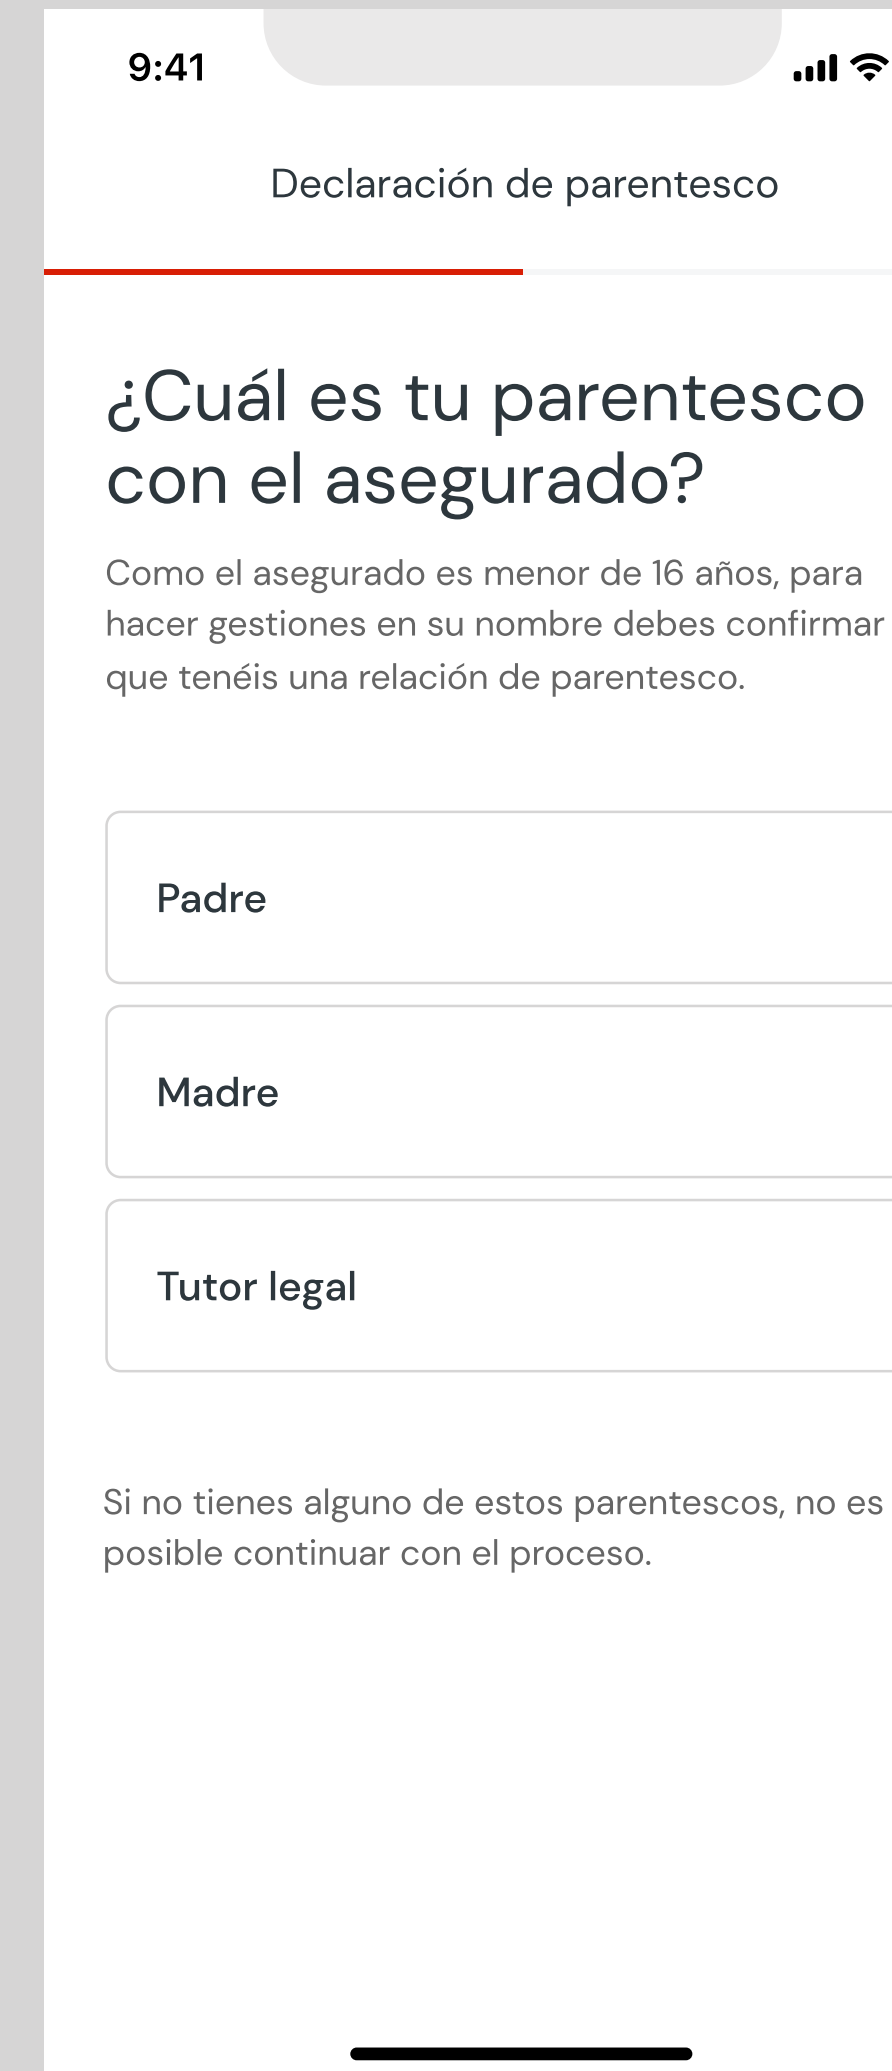 9:41
Declaración de parentesco
¿Cuál es tu parentesco
con el asegurado?
Como el asegurado es menor de 16 años, para
hacer gestiones en su nombre debes confirmar
que tenéis una relación de parentesco.
Padre
Madre
Tutor legal
Si no tienes alguno de estos parentescos, no es
posible continuar con el proceso.